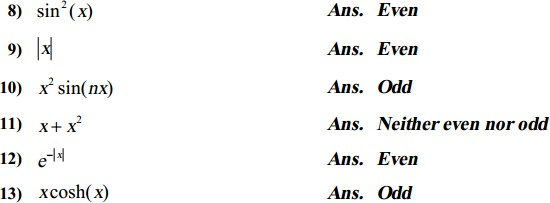 8) sin²(x) Ans. Even
9) |x| Ans. Even
10) x² sin(nx) Ans. Odd
11) x + x² Ans. Neither even nor odd
12) e^-|x| Ans. Even
13) xcosh(x) Ans. Odd